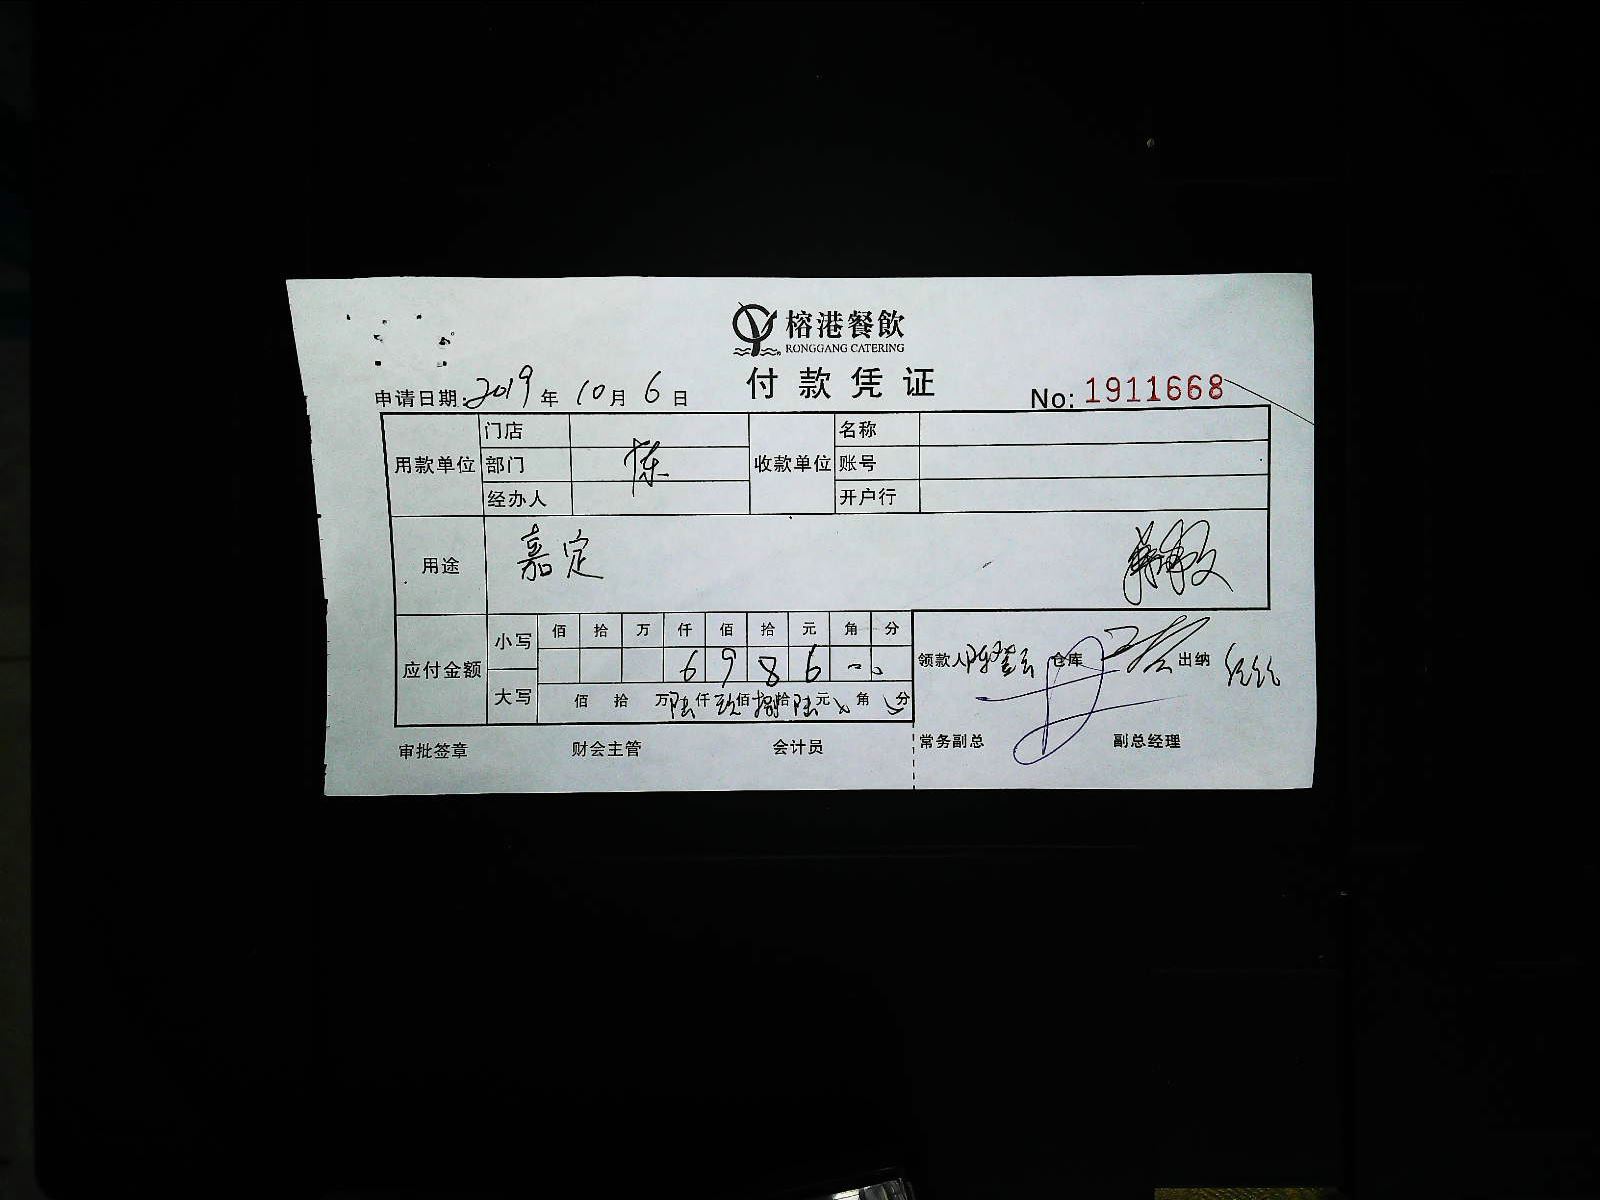 榕港餐飲
RONGGANG CATERING
付款凭证
申请日期:2019年10月6日 No:1911668
用款单位 门店 收款单位 名称
部门 栋 账号
经办人 开户行
用途 嘉定
应付金额 小写 佰 拾 万 仟 佰 拾 元 角 分
6 9 8 6 - -
大写 佰 拾 万陆仟玖佰捌拾陆元 角 分
领款人 仓库 出纳
审批签章 财会主管 会计员 常务副总 副总经理